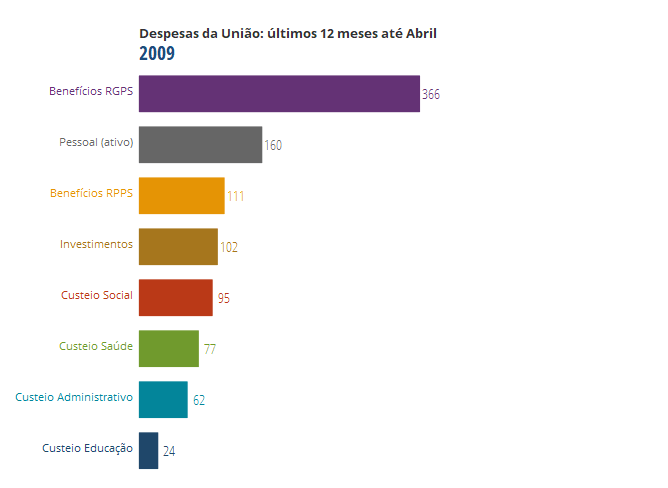 Despesas da União: últimos 12 meses até Abril
2009
Benefícios RGPS 366
Pessoal (ativo) 160
Benefícios RPPS 111
Investimentos 102
Custeio Social 95
Custeio Saúde 77
Custeio Administrativo 62
Custeio Educação 24